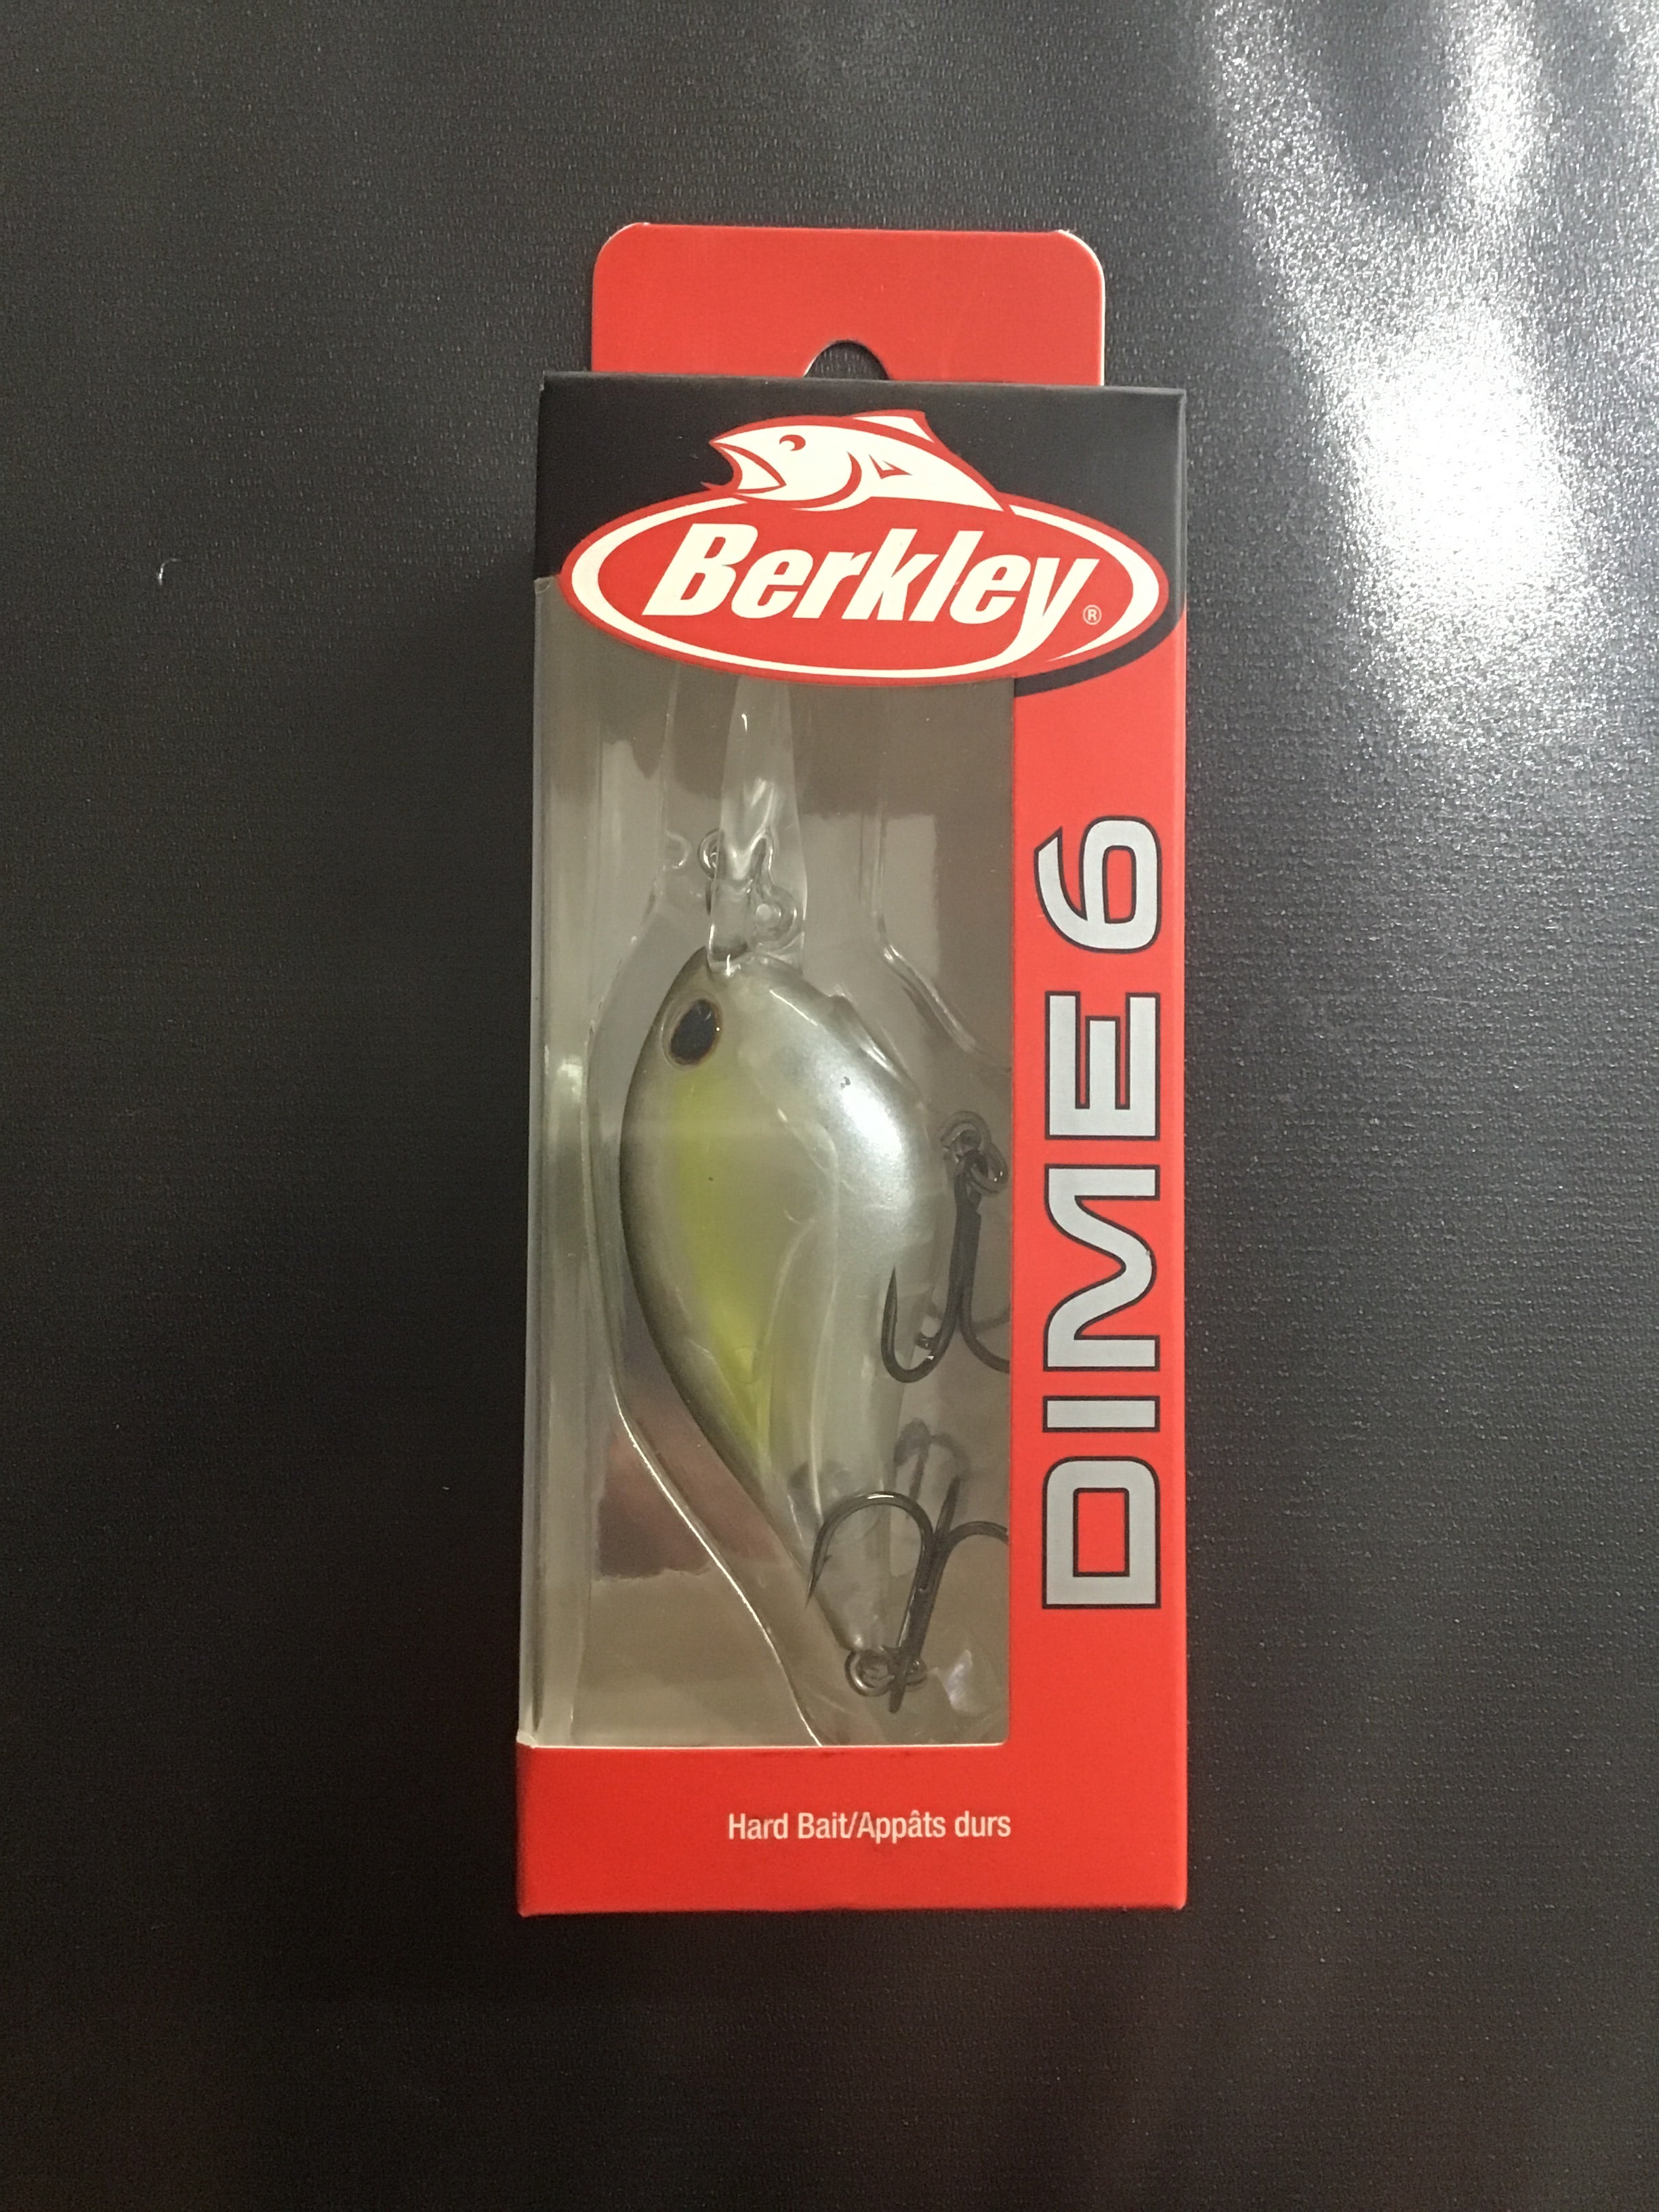 Berkley®
DIME 6
Hard Bait/Appâts durs